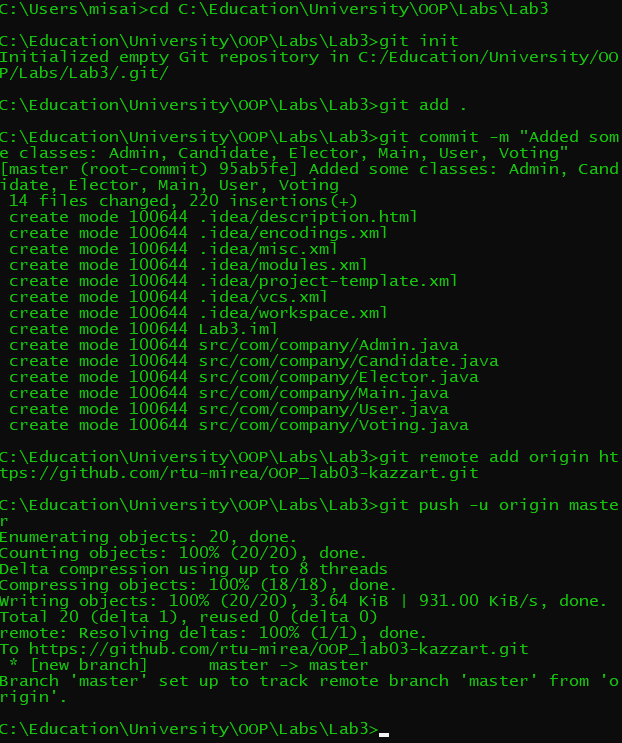 C:\Users\misai>cd C:\Education\University\OOP\Labs\Lab3
C:\Education\University\OOP\Labs\Lab3>git init
Initialized empty Git repository in C:/Education/University/OO
P/Labs/Lab3/.git/
C:\Education\University\OOP\Labs\Lab3>git add .
C:\Education\University\OOP\Labs\Lab3>git commit -m "Added som
e classes: Admin, Candidate, Elector, Main, User, Voting"
[master (root-commit) 95ab5fe] Added some classes: Admin, Cand
idate, Elector, Main, User, Voting
 14 files changed, 220 insertions(+)
 create mode 100644 .idea/description.html
 create mode 100644 .idea/encodings.xml
 create mode 100644 .idea/misc.xml
 create mode 100644 .idea/modules.xml
 create mode 100644 .idea/project-template.xml
 create mode 100644 .idea/vcs.xml
 create mode 100644 .idea/workspace.xml
 create mode 100644 Lab3.iml
 create mode 100644 src/com/company/Admin.java
 create mode 100644 src/com/company/Candidate.java
 create mode 100644 src/com/company/Elector.java
 create mode 100644 src/com/company/Main.java
 create mode 100644 src/com/company/User.java
 create mode 100644 src/com/company/Voting.java
C:\Education\University\OOP\Labs\Lab3>git remote add origin ht
tps://github.com/rtu-mirea/OOP_lab03-kazzart.git
C:\Education\University\OOP\Labs\Lab3>git push -u origin maste
r
Enumerating objects: 20, done.
Counting objects: 100% (20/20), done.
Delta compression using up to 8 threads
Compressing objects: 100% (18/18), done.
Writing objects: 100% (20/20), 3.64 KiB | 931.00 KiB/s, done.
Total 20 (delta 1), reused 0 (delta 0)
remote: Resolving deltas: 100% (1/1), done.
To https://github.com/rtu-mirea/OOP_lab03-kazzart.git
 * [new branch]      master -> master
Branch 'master' set up to track remote branch 'master' from 'o
rigin'.
C:\Education\University\OOP\Labs\Lab3>